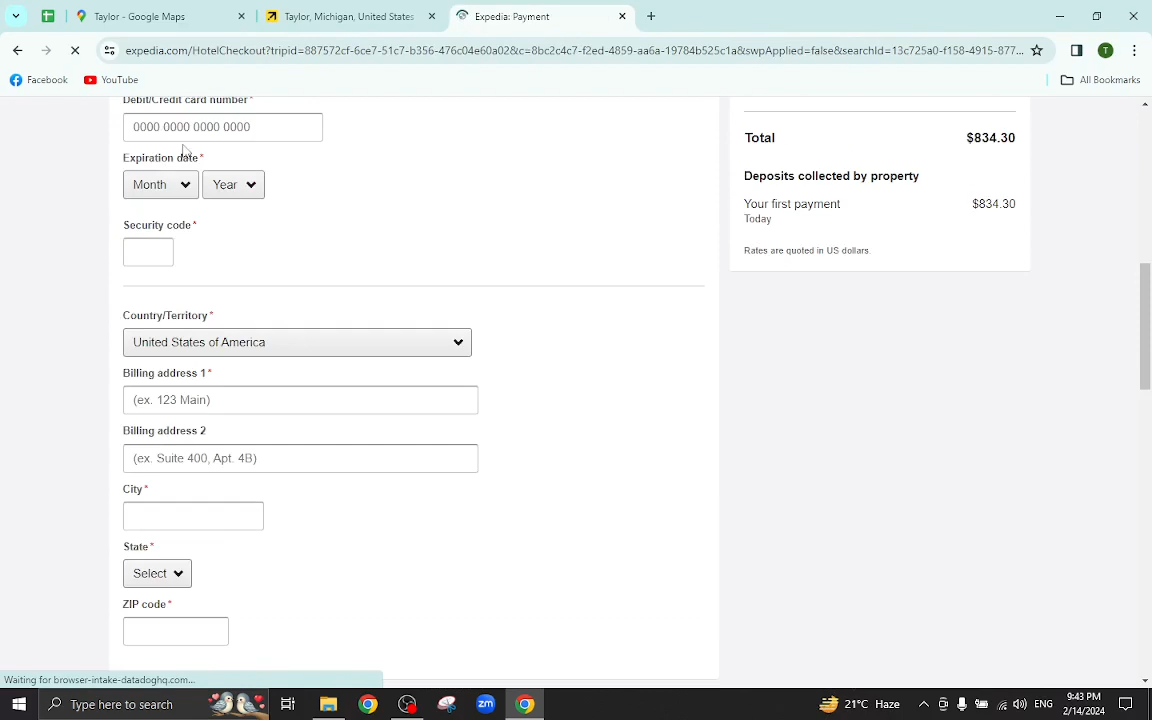 Taylor - Google Maps
Taylor, Michigan, United States
Expedia: Payment
expedia.com/HotelCheckout?tripid=887572cf-6ce7-51c7-b356-476c04e60a02&c=8bc2c4c7-f2ed-4859-aa6a-19784b525c1a&swpApplied=false&searchId=13c725a0-f158-4915-877...
T
Facebook
YouTube
All Bookmarks
Debit/Credit card number*
0000 0000 0000 0000
Expiration date*
Month
Year
Security code*
Country/Territory*
United States of America
Billing address 1*
(ex. 123 Main)
Billing address 2
(ex. Suite 400, Apt. 4B)
City*
State*
Select
ZIP code*
Total $834.30
Deposits collected by property
Your first payment $834.30
Today
Rates are quoted in US dollars
Waiting for browser-intake-datadoghq.com...
Type here to search
zm
21°C Haze
ENG
9:43 PM
2/14/2024